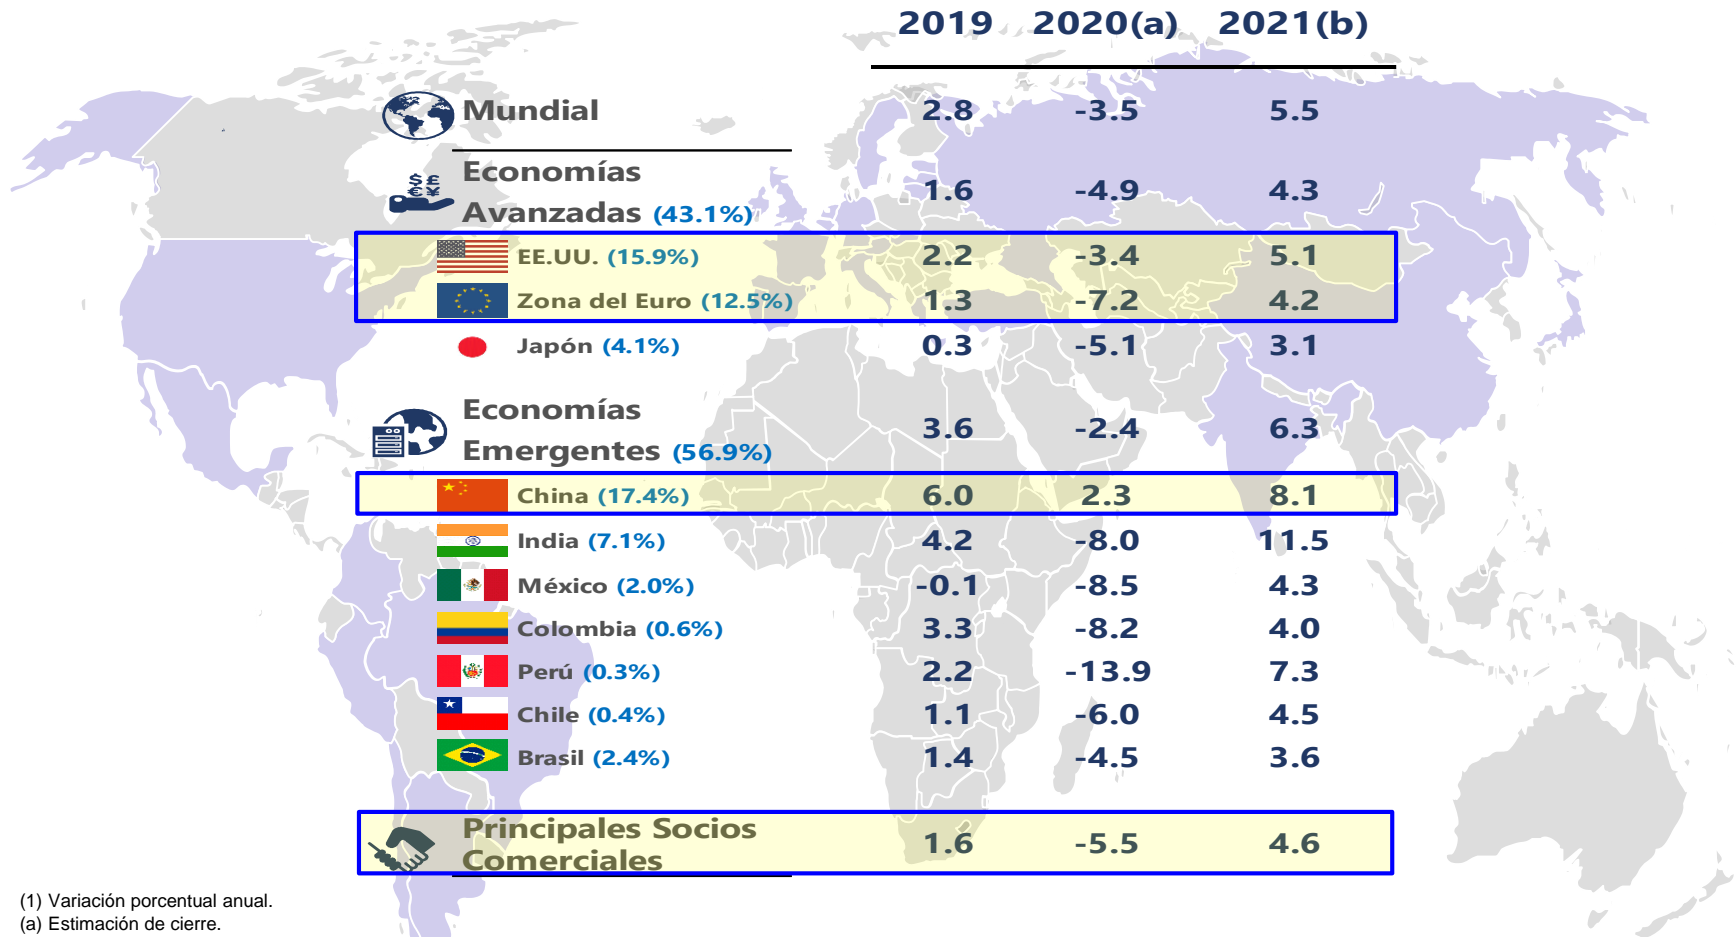 2019 2020(a) 2021(b)
Mundial 2.8 -3.5 5.5
Economías
Avanzadas (43.1%) 1.6 -4.9 4.3
EE.UU. (15.9%) 2.2 -3.4 5.1
Zona del Euro (12.5%) 1.3 -7.2 4.2
Japón (4.1%) 0.3 -5.1 3.1
Economías
Emergentes (56.9%) 3.6 -2.4 6.3
China (17.4%) 6.0 2.3 8.1
India (7.1%) 4.2 -8.0 11.5
México (2.0%) -0.1 -8.5 4.3
Colombia (0.6%) 3.3 -8.2 4.0
Perú (0.3%) 2.2 -13.9 7.3
Chile (0.4%) 1.1 -6.0 4.5
Brasil (2.4%) 1.4 -4.5 3.6
Principales Socios
Comerciales 1.6 -5.5 4.6
(1) Variación porcentual anual.
(a) Estimación de cierre.